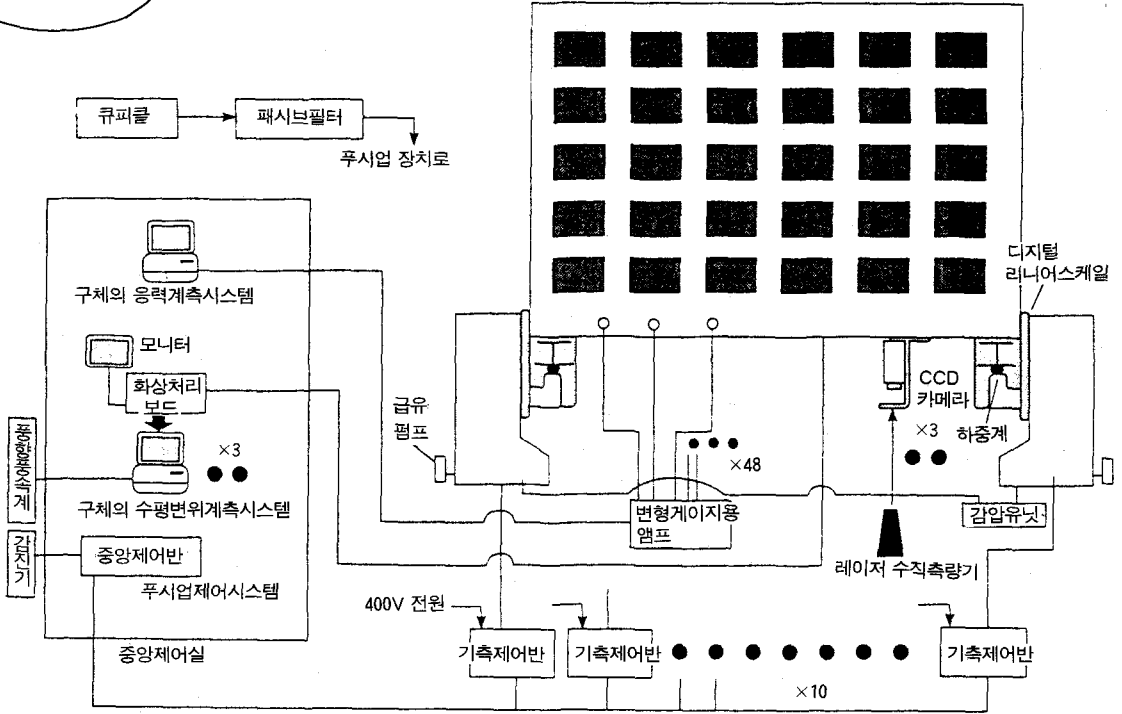 큐피클
패시브필터
푸시업 장치로
구체의 응력계측시스템
모니터
화상처리
보드
×3
구체의 수평변위계측시스템
풍향풍속계
감진기
중앙제어반
푸시업제어시스템
중앙제어실
디지털
리니어스케일
급유
펌프
×48
CCD
카메라
×3
하중계
변형게이지용
앰프
감압유닛
레이저 수직측량기
400V 전원
기측제어반
기측제어반
기측제어반
×10